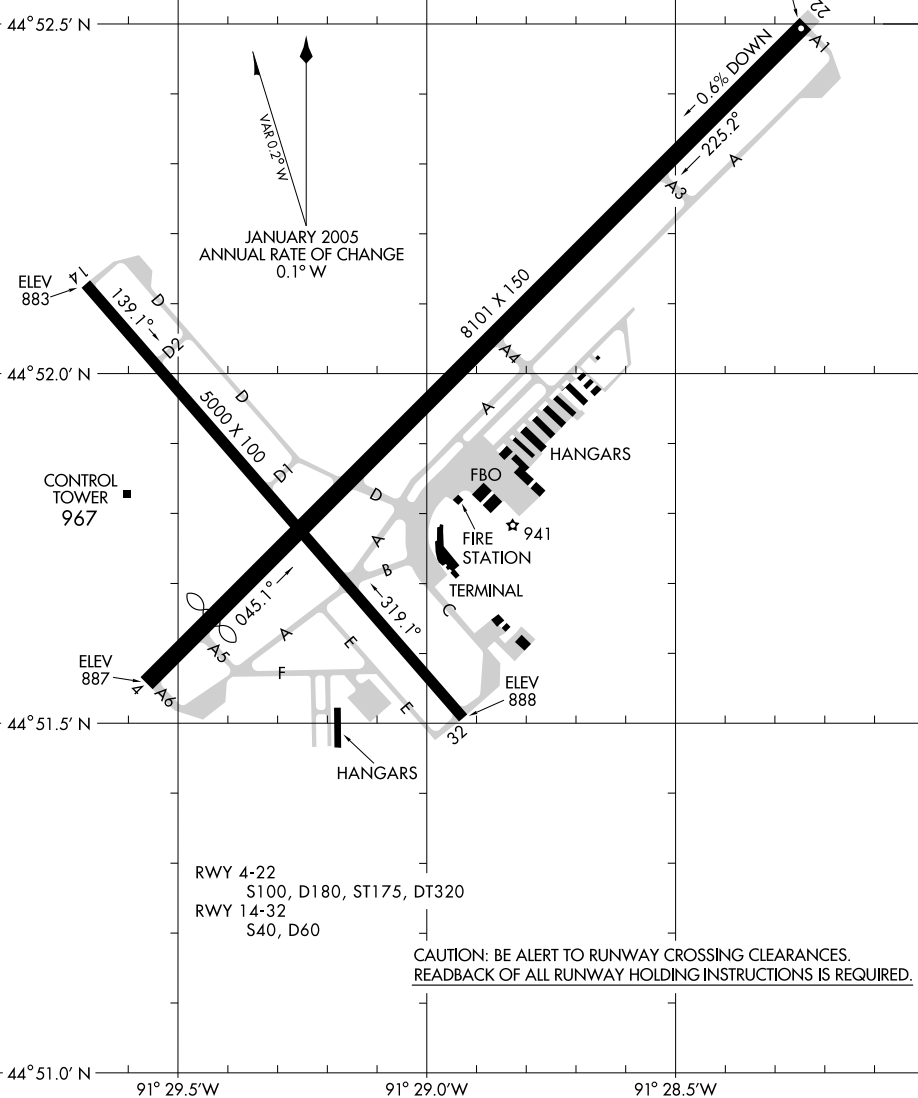 44°52.5' N
22
A1
0.6% DOWN
225.2°
A
A3
VAR 0.2° W
JANUARY 2005
ANNUAL RATE OF CHANGE
0.1° W
14
ELEV
883
139.1°
D
D2
8101 X 150
A4
44°52.0' N
D
5000 X 100
A
HANGARS
D1
FBO
CONTROL
TOWER
967
D
941
FIRE
STATION
A
B
TERMINAL
045.1°
319.1°
C
A
E
A5
F
ELEV
887
4
A6
E
ELEV
888
32
44°51.5' N
HANGARS
RWY 4-22
S100, D180, ST175, DT320
RWY 14-32
S40, D60
CAUTION: BE ALERT TO RUNWAY CROSSING CLEARANCES.
READBACK OF ALL RUNWAY HOLDING INSTRUCTIONS IS REQUIRED.
44°51.0' N
91° 29.5'W
91° 29.0'W
91° 28.5'W